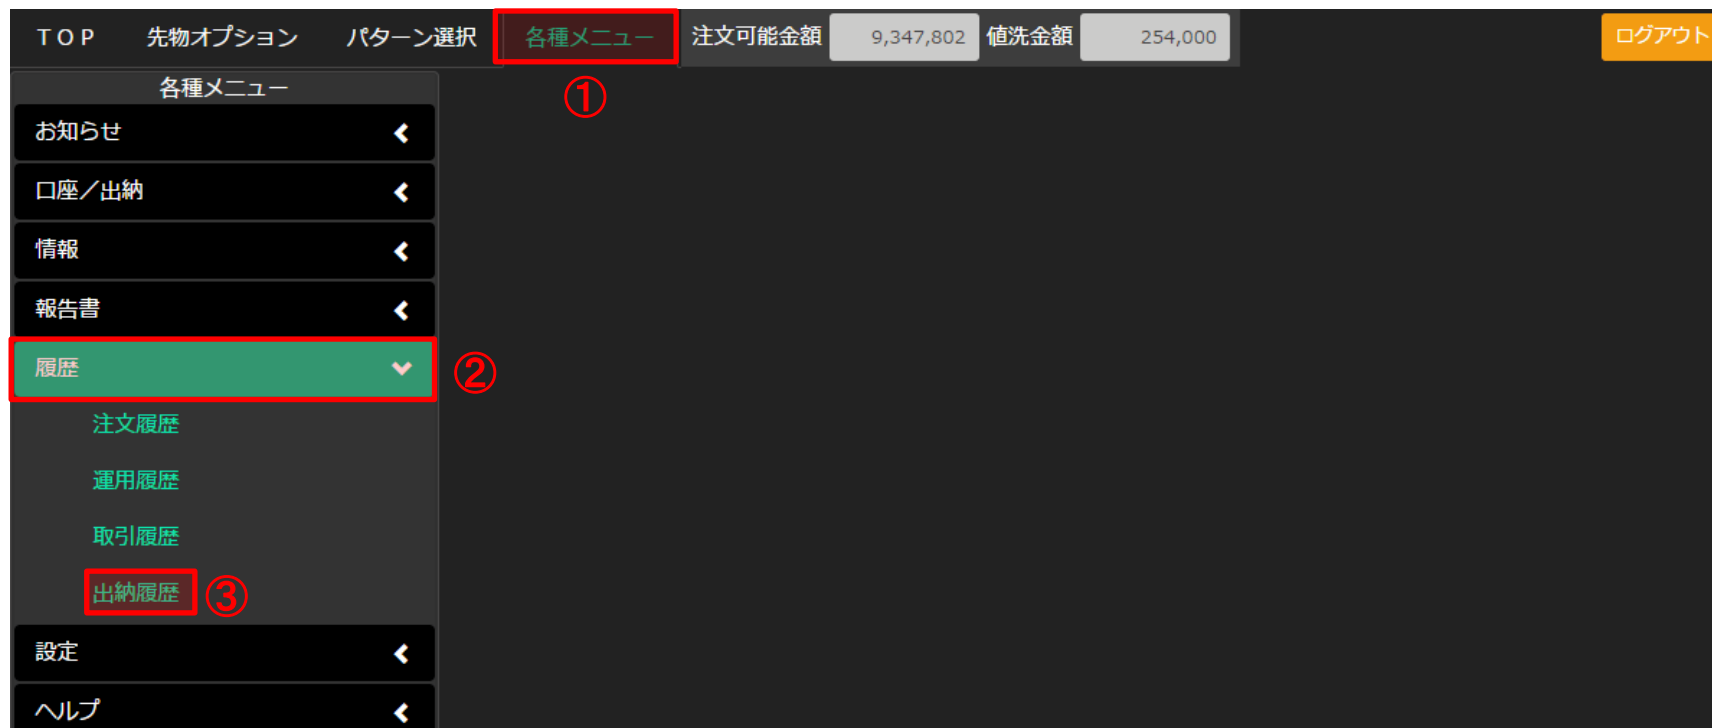 TOP 先物オプション パターン選択 各種メニュー 注文可能金額 9,347,802 値洗金額 254,000 ログアウト
各種メニュー ①
お知らせ
口座／出納
情報
報告書
履歴 ②
注文履歴
運用履歴
取引履歴
出納履歴 ③
設定
ヘルプ